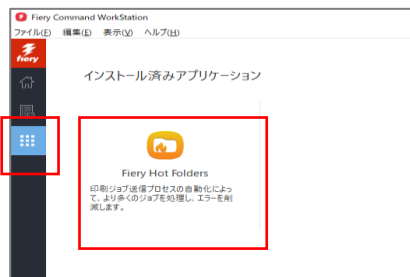 Fiery Command WorkStation
ファイル(F) 編集(E) 表示(V) ヘルプ(H)
fiery
インストール済みアプリケーション
Fiery Hot Folders
印刷ジョブ送信プロセスの自動化によっ
て、より多くのジョブを処理し、エラーを削
減します。